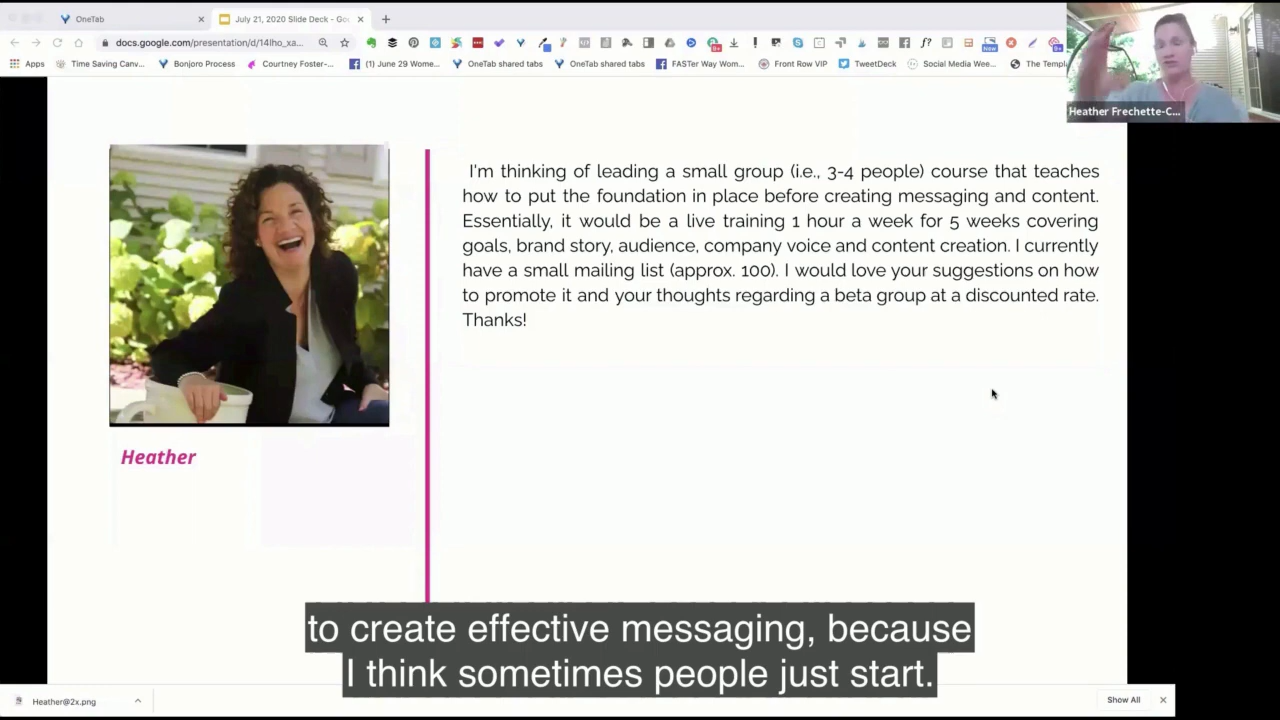 OneTab
July 21, 2020 Slide Deck - Go
docs.google.com/presentation/d/14lho_xa...
Apps
Time Saving Canv...
Bonjoro Process
Courtney Foster-...
(1) June 29 Wome...
OneTab shared tabs
OneTab shared tabs
FASTer Way Wom...
Front Row VIP
TweetDeck
Social Media Wee...
The Templ
Heather Frechette-C...
I'm thinking of leading a small group (i.e., 3-4 people) course that teaches
how to put the foundation in place before creating messaging and content.
Essentially, it would be a live training 1 hour a week for 5 weeks covering
goals, brand story, audience, company voice and content creation. I currently
have a small mailing list (approx. 100). I would love your suggestions on how
to promote it and your thoughts regarding a beta group at a discounted rate.
Thanks!
Heather
to create effective messaging, because
I think sometimes people just start.
Heather@2x.png
Show All